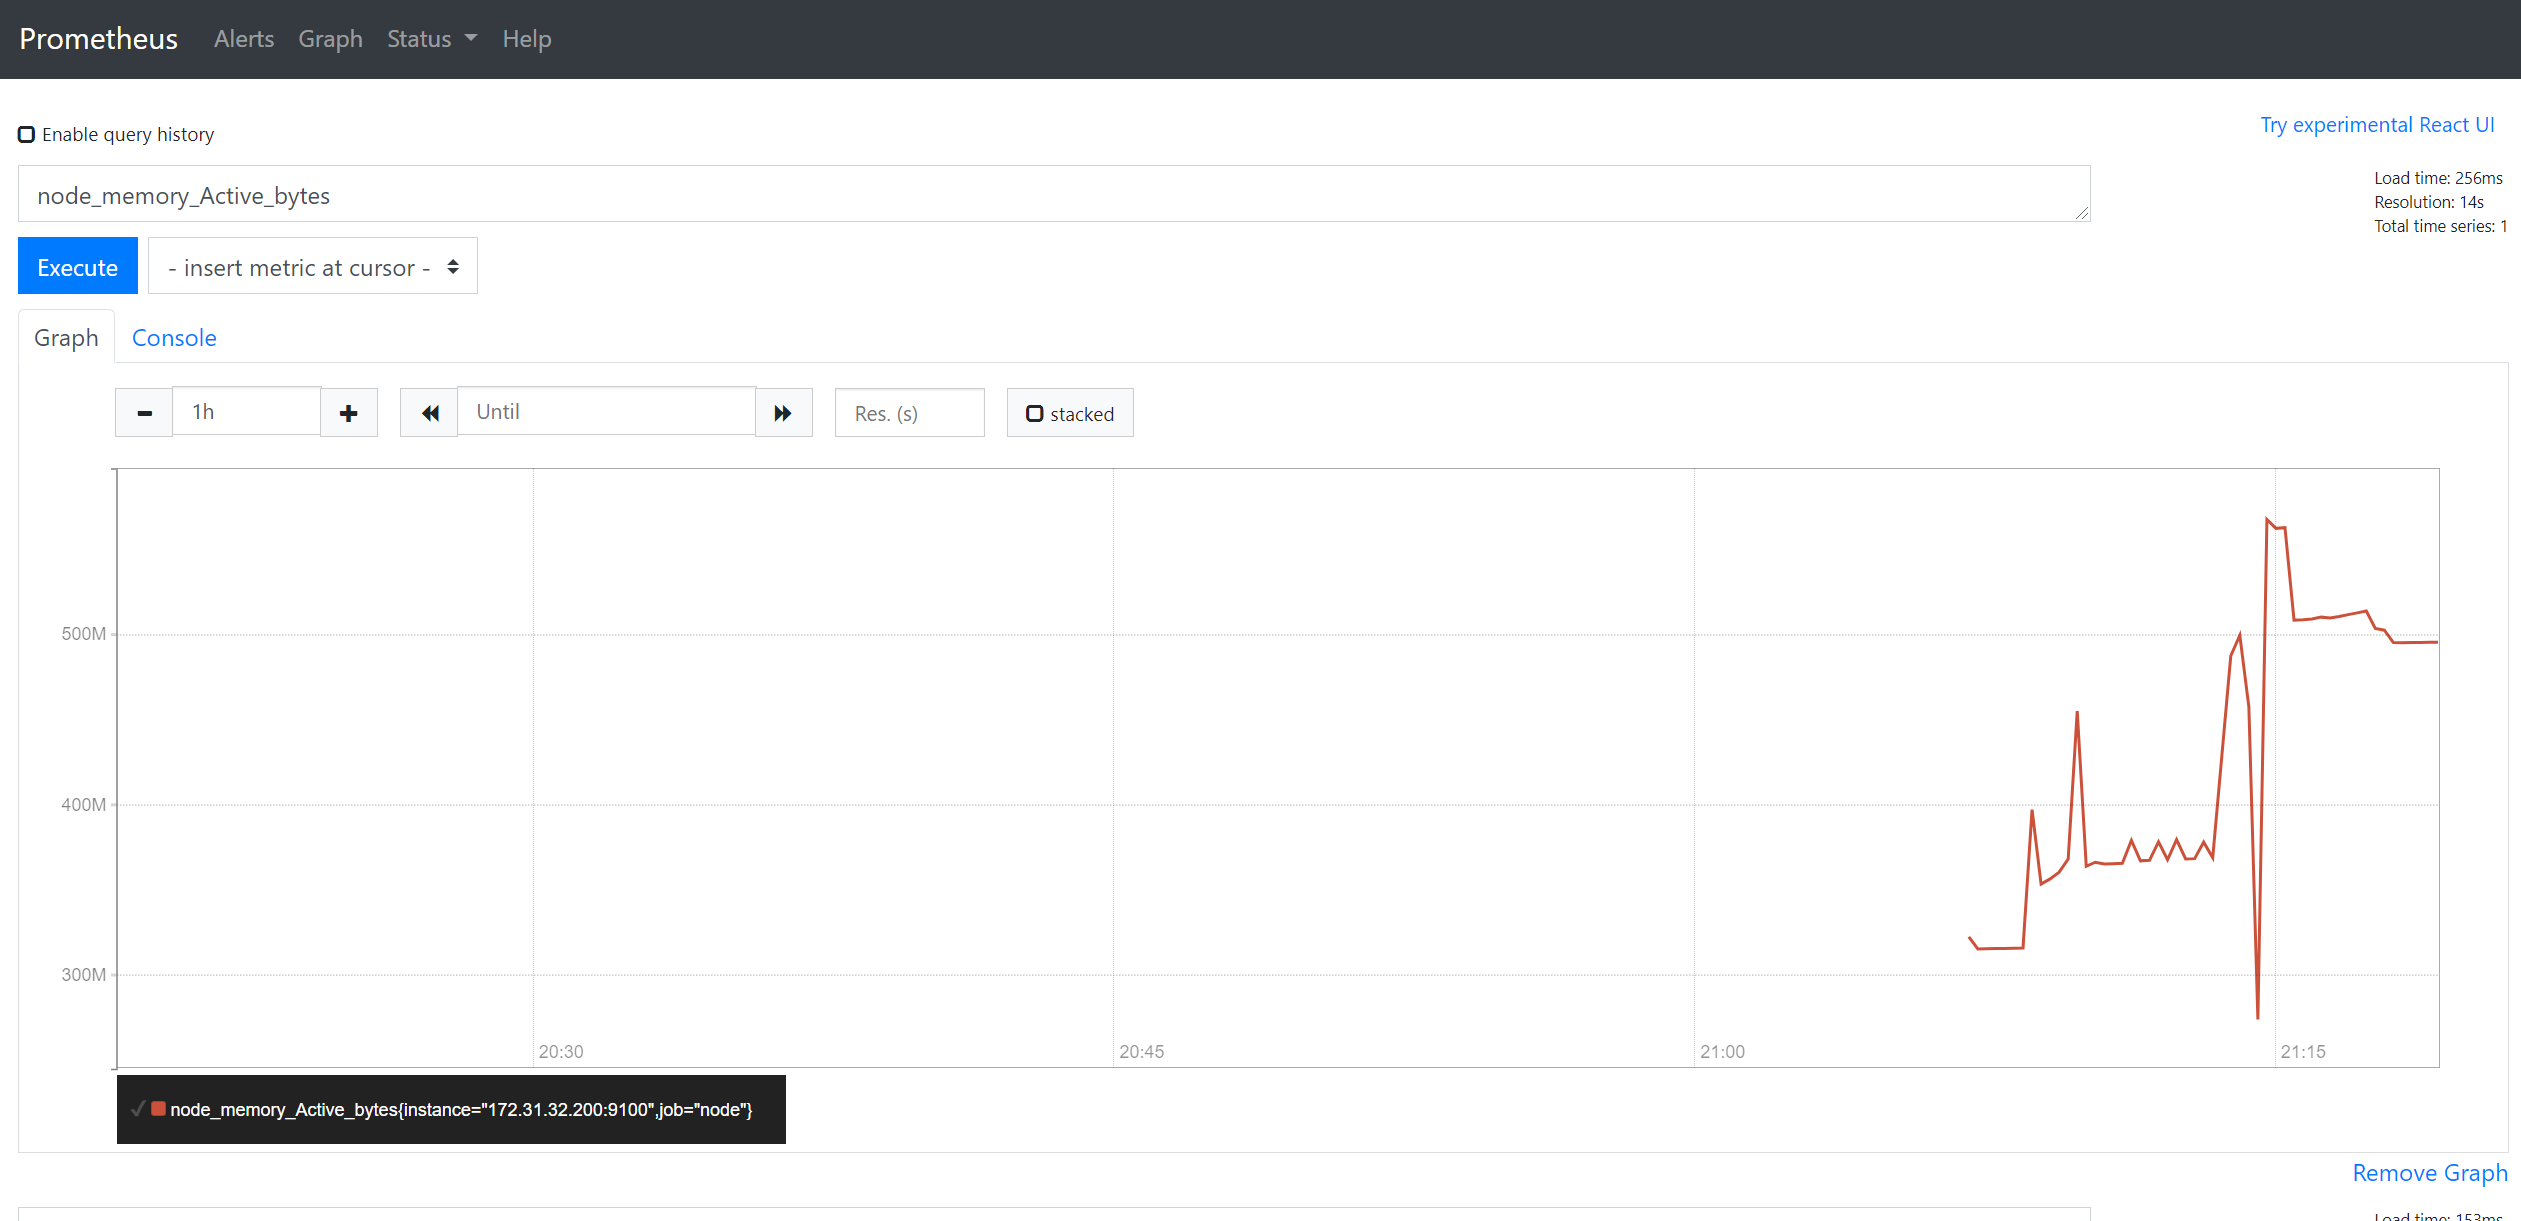 Prometheus Alerts Graph Status Help
Enable query history
Try experimental React UI
node_memory_Active_bytes
Load time: 256ms
Resolution: 14s
Total time series: 1
Execute - insert metric at cursor -
Graph Console
1h Until Res. (s) stacked
500M
400M
300M
20:30 20:45 21:00 21:15
node_memory_Active_bytes{instance="172.31.32.200:9100",job="node"}
Remove Graph
Load time: 153ms